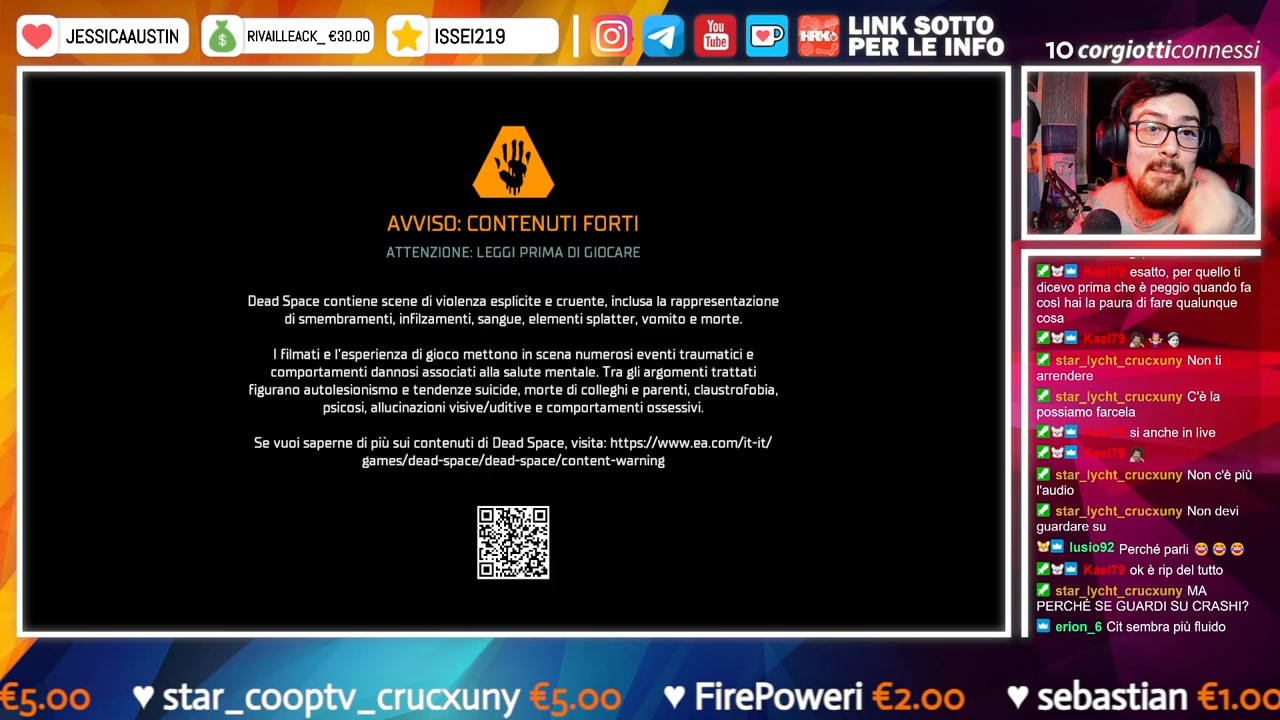 JESSICAAUSTIN
RIVAILLEACK_ €30.00
ISSEI219
You
Tube
HRK
LINK SOTTO
PER LE INFO
10 corgiotticonnessi
AVVISO: CONTENUTI FORTI
ATTENZIONE: LEGGI PRIMA DI GIOCARE
Dead Space contiene scene di violenza esplicite e cruente, inclusa la rappresentazione
di smembramenti, infilzamenti, sangue, elementi splatter, vomito e morte.
I filmati e l'esperienza di gioco mettono in scena numerosi eventi traumatici e
comportamenti dannosi associati alla salute mentale. Tra gli argomenti trattati
figurano autolesionismo e tendenze suicide, morte di colleghi e parenti, claustrofobia,
psicosi, allucinazioni visive/uditive e comportamenti ossessivi.
Se vuoi saperne di più sui contenuti di Dead Space, visita: https://www.ea.com/it-it/
games/dead-space/dead-space/content-warning
Kael79 esatto, per quello ti
dicevo prima che è peggio quando fa
così hai la paura di fare qualunque
cosa
Kael79
star_lycht_crucxuny Non ti
arrendere
star_lycht_crucxuny C'è la
possiamo farcela
Kael79 si anche in live
Kael79
star_lycht_crucxuny Non c'è più
l'audio
star_lycht_crucxuny Non devi
guardare su
lusio92 Perché parli
Kael79 ok è rip del tutto
star_lycht_crucxuny MA
PERCHÉ SE GUARDI SU CRASHI?
erion_6 Cit sembra più fluido
€5.00 ♥ star_cooptv_crucxuny €5.00 ♥ FirePoweri €2.00 ♥ sebastian €1.00